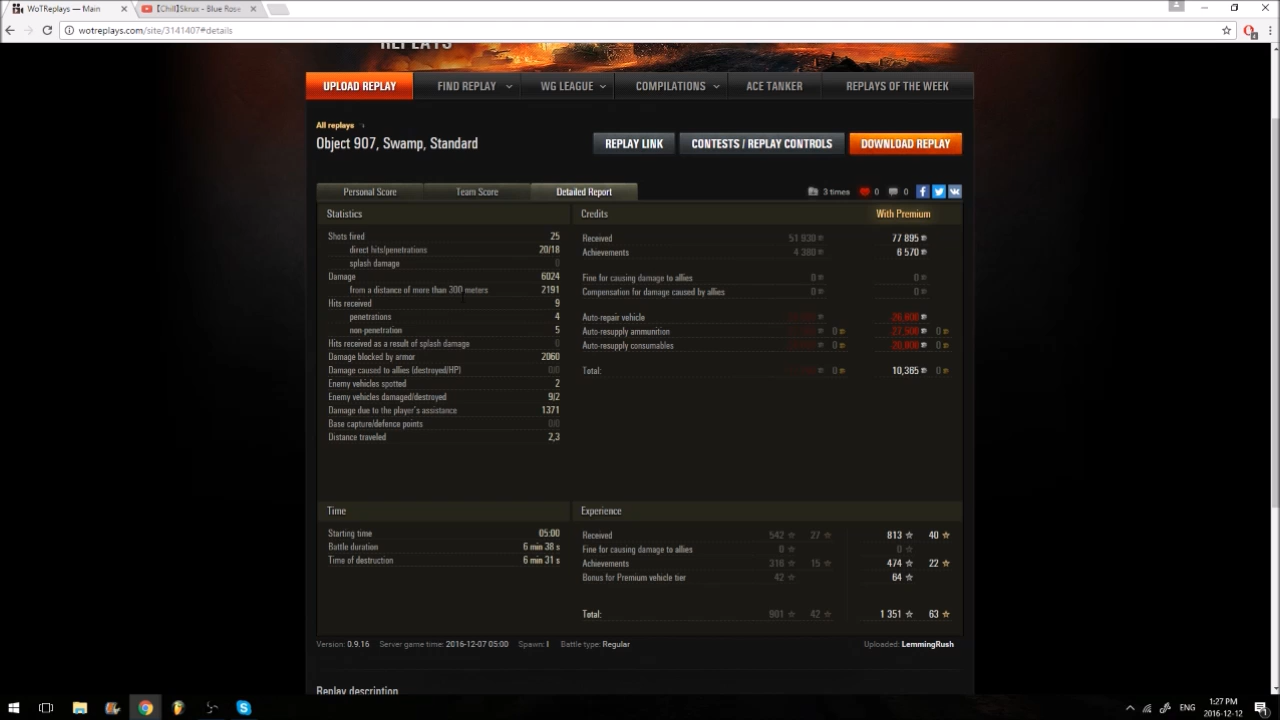 WoTReplays — Main
【Chill】Skrux - Blue Rose
wotreplays.com/site/3141407#details
REPLAYS
UPLOAD REPLAY
FIND REPLAY
WG LEAGUE
COMPILATIONS
ACE TANKER
REPLAYS OF THE WEEK
All replays
Object 907, Swamp, Standard
REPLAY LINK
CONTESTS / REPLAY CONTROLS
DOWNLOAD REPLAY
Personal Score
Team Score
Detailed Report
3 times
0
0
Statistics
Credits
With Premium
Shots fired 25
direct hits/penetrations 20/18
splash damage 0
Damage 6024
from a distance of more than 300 meters 2191
Hits received 9
penetrations 4
non-penetration 5
Hits received as a result of splash damage 0
Damage blocked by armor 2060
Damage caused to allies (destroyed/HP) 0/0
Enemy vehicles spotted 2
Enemy vehicles damaged/destroyed 9/2
Damage due to the player's assistance 1371
Base capture/defence points 0/0
Distance traveled 2,3
Received 51 930 77 895
Achievements 4 380 6 570
Fine for causing damage to allies 0 0
Compensation for damage caused by allies 0 0
Auto-repair vehicle
Auto-resupply ammunition 0 -27,500 0
Auto-resupply consumables 0 -20,000 0
Total: 0 10,365 0
Time
Experience
Starting time 05:00
Battle duration 6 min 38 s
Time of destruction 6 min 31 s
Received 542 27 813 40
Fine for causing damage to allies 0 0
Achievements 316 15 474 22
Bonus for Premium vehicle tier 42 64
Total: 901 42 1 351 63
Version: 0.9.16 Server game time: 2016-12-07 05:00 Spawn: I Battle type: Regular
Uploaded: LemmingRush
Replay description
ENG
1:27 PM
2016-12-12